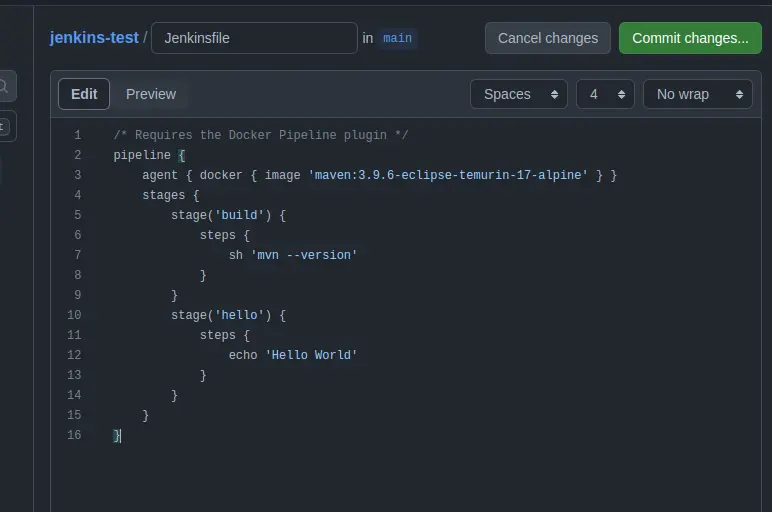 jenkins-test / Jenkinsfile in main Cancel changes Commit changes...
Edit Preview Spaces 4 No wrap
1 /* Requires the Docker Pipeline plugin */
2 pipeline {
3     agent { docker { image 'maven:3.9.6-eclipse-temurin-17-alpine' } }
4     stages {
5         stage('build') {
6             steps {
7                 sh 'mvn --version'
8             }
9         }
10         stage('hello') {
11             steps {
12                 echo 'Hello World'
13             }
14         }
15     }
16 }